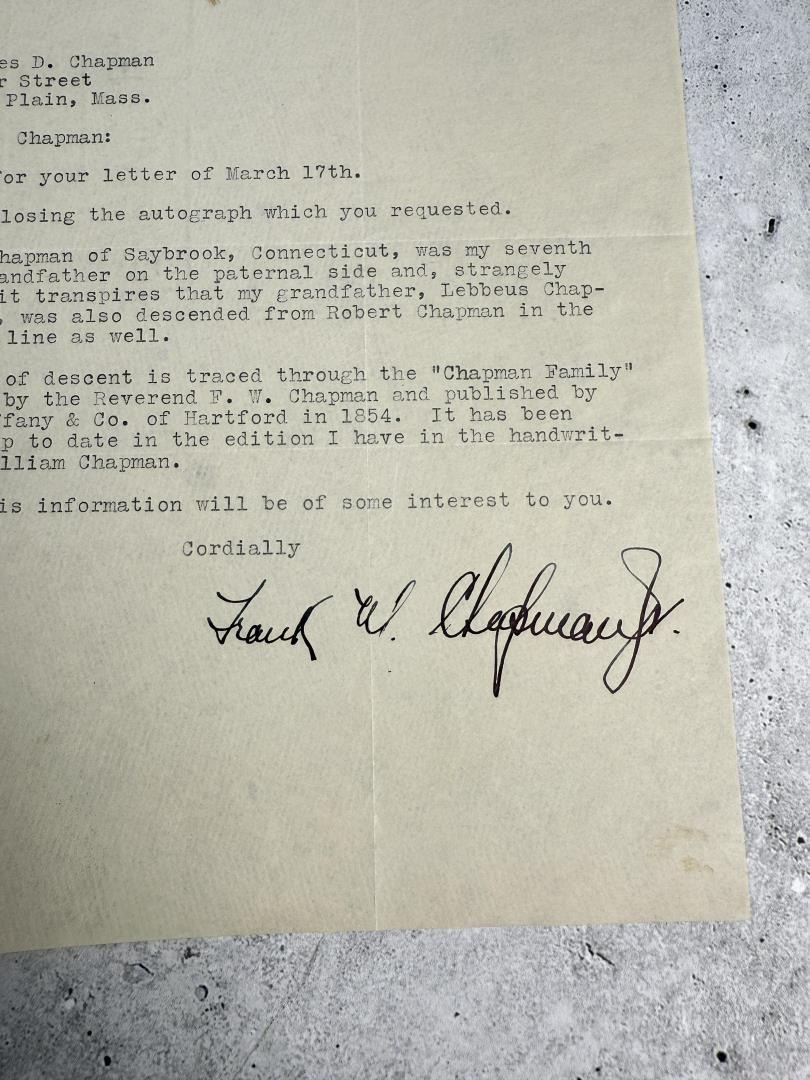 es D. Chapman
r Street
Plain, Mass.
Chapman:
or your letter of March 17th.
losing the autograph which you requested.
hapman of Saybrook, Connecticut, was my seventh
andfather on the paternal side and, strangely
it transpires that my grandfather, Lebbeus Chap-
, was also descended from Robert Chapman in the
line as well.
of descent is traced through the "Chapman Family"
by the Reverend F. W. Chapman and published by
ffany & Co. of Hartford in 1854. It has been
p to date in the edition I have in the handwrit-
lliam Chapman.
is information will be of some interest to you.
Cordially
Frank W. Chapman Jr.